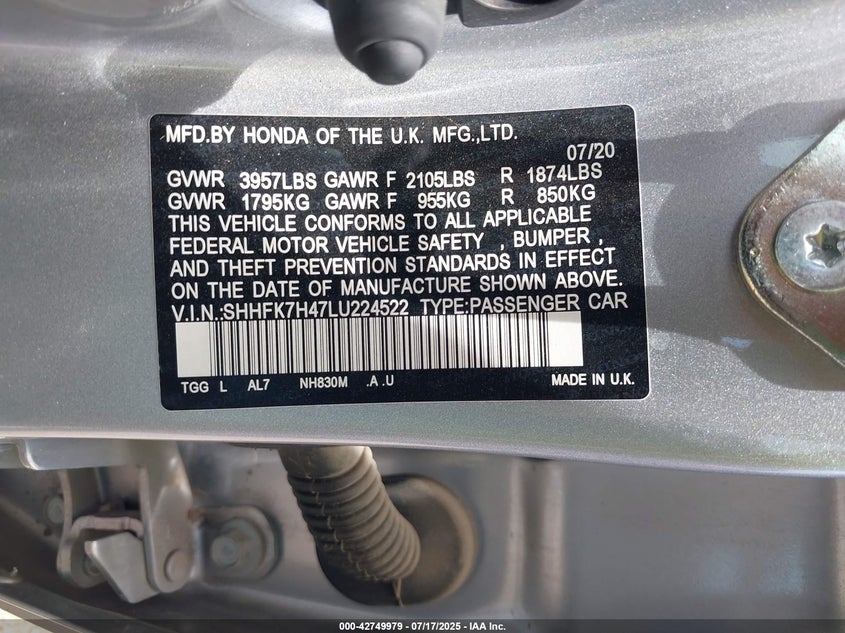 MFD.BY HONDA OF THE U.K. MFG.,LTD.
07/20
GVWR 3957LBS GAWR F 2105LBS R 1874LBS
GVWR 1795KG GAWR F 955KG R 850KG
THIS VEHICLE CONFORMS TO ALL APPLICABLE
FEDERAL MOTOR VEHICLE SAFETY , BUMPER ,
AND THEFT PREVENTION STANDARDS IN EFFECT
ON THE DATE OF MANUFACTURE SHOWN ABOVE.
V.I.N.:SHHFK7H47LU224522 TYPE:PASSENGER CAR
TGG L AL7 NH830M .A .U MADE IN U.K.
000-42749979 - 07/17/2025 - IAA Inc.